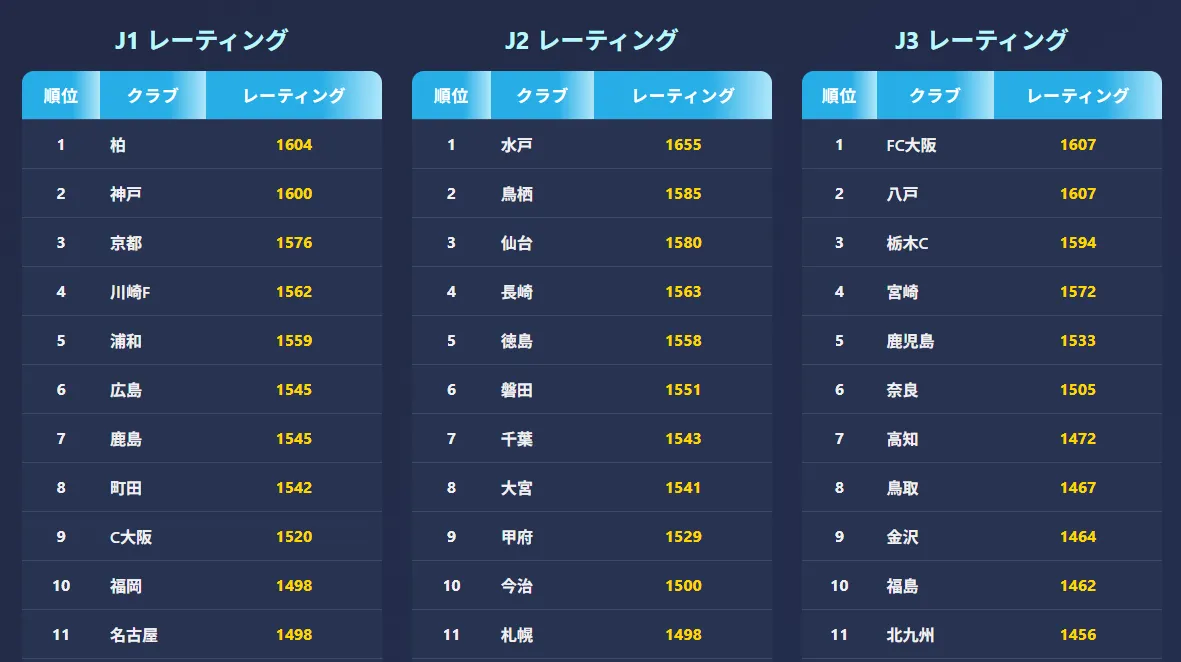 J1 レーティング
順位 クラブ レーティング
1 柏 1604
2 神戸 1600
3 京都 1576
4 川崎F 1562
5 浦和 1559
6 広島 1545
7 鹿島 1545
8 町田 1542
9 C大阪 1520
10 福岡 1498
11 名古屋 1498
J2 レーティング
順位 クラブ レーティング
1 水戸 1655
2 鳥栖 1585
3 仙台 1580
4 長崎 1563
5 徳島 1558
6 磐田 1551
7 千葉 1543
8 大宮 1541
9 甲府 1529
10 今治 1500
11 札幌 1498
J3 レーティング
順位 クラブ レーティング
1 FC大阪 1607
2 八戸 1607
3 栃木C 1594
4 宮崎 1572
5 鹿児島 1533
6 奈良 1505
7 高知 1472
8 鳥取 1467
9 金沢 1464
10 福島 1462
11 北九州 1456